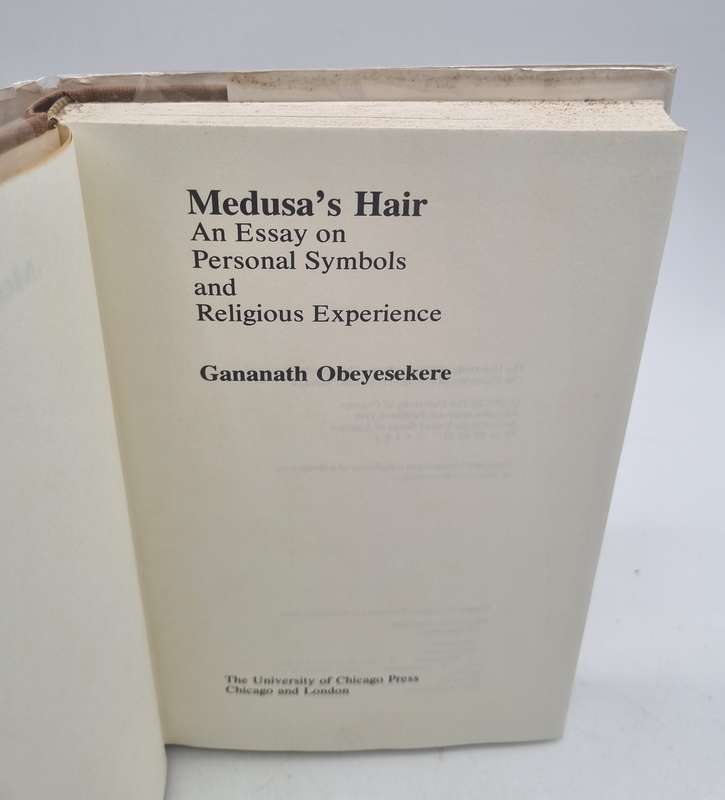 Medusa's Hair
An Essay on
Personal Symbols
and
Religious Experience
Gananath Obeyesekere
The University of Chicago Press
Chicago and London